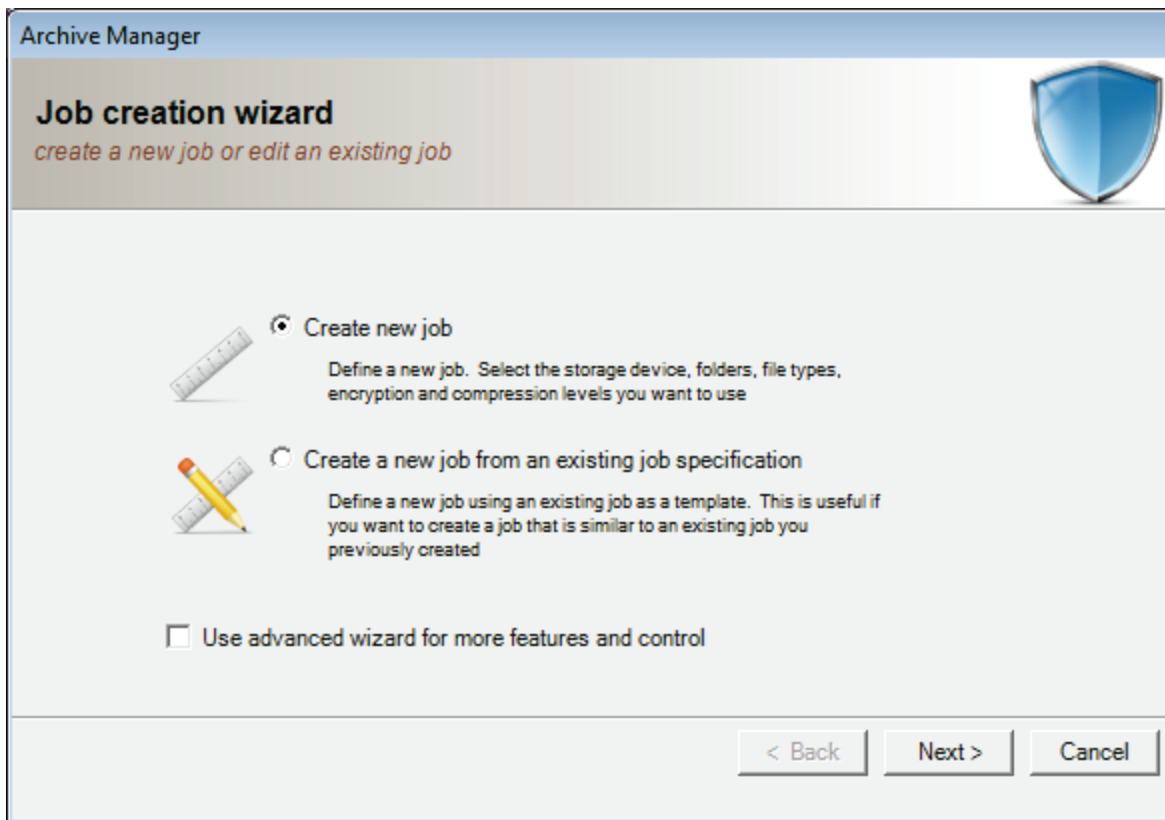 Archive Manager
Job creation wizard
create a new job or edit an existing job
Create new job
Define a new job. Select the storage device, folders, file types,
encryption and compression levels you want to use
Create a new job from an existing job specification
Define a new job using an existing job as a template. This is useful if
you want to create a job that is similar to an existing job you
previously created
Use advanced wizard for more features and control
< Back
Next >
Cancel